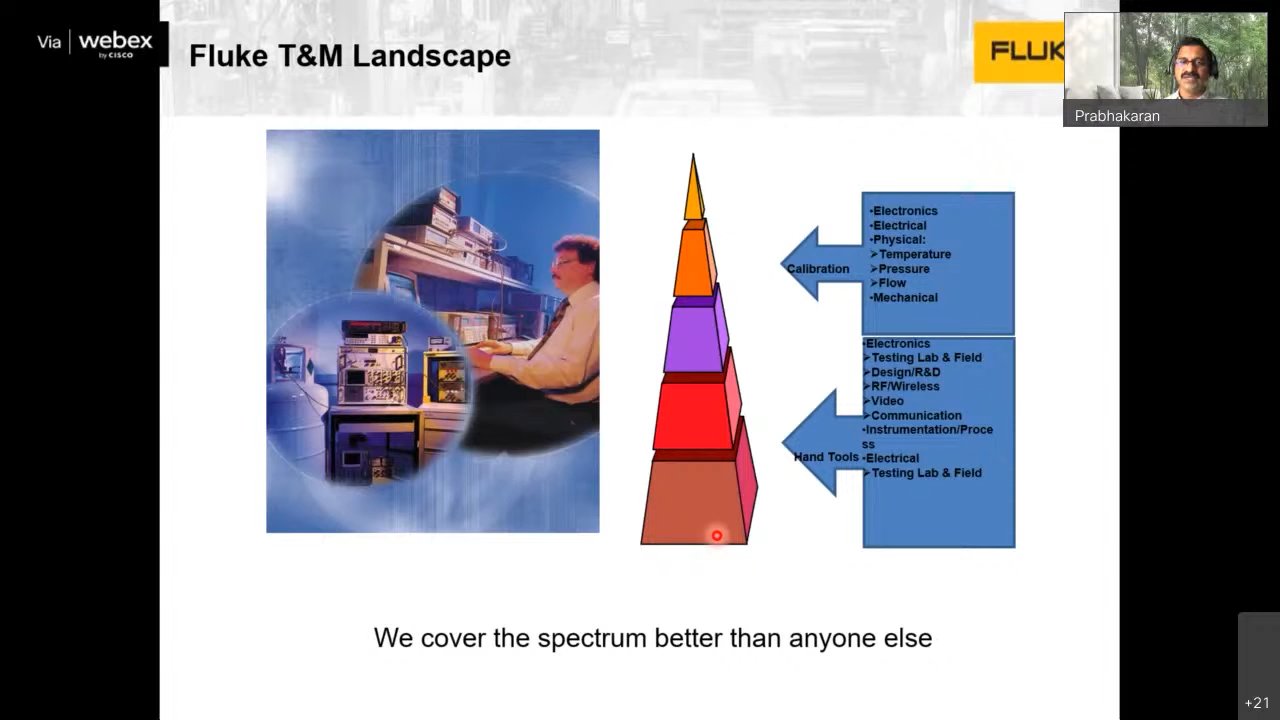 Via webex
by CISCO
Fluke T&M Landscape
FLUK
Prabhakaran
Calibration
•Electronics
•Electrical
•Physical:
➢Temperature
➢Pressure
➢Flow
•Mechanical
Hand Tools
•Electronics
➢Testing Lab & Field
➢Design/R&D
➢RF/Wireless
➢Video
➢Communication
•Instrumentation/Proce
ss
•Electrical
➢Testing Lab & Field
We cover the spectrum better than anyone else
+21